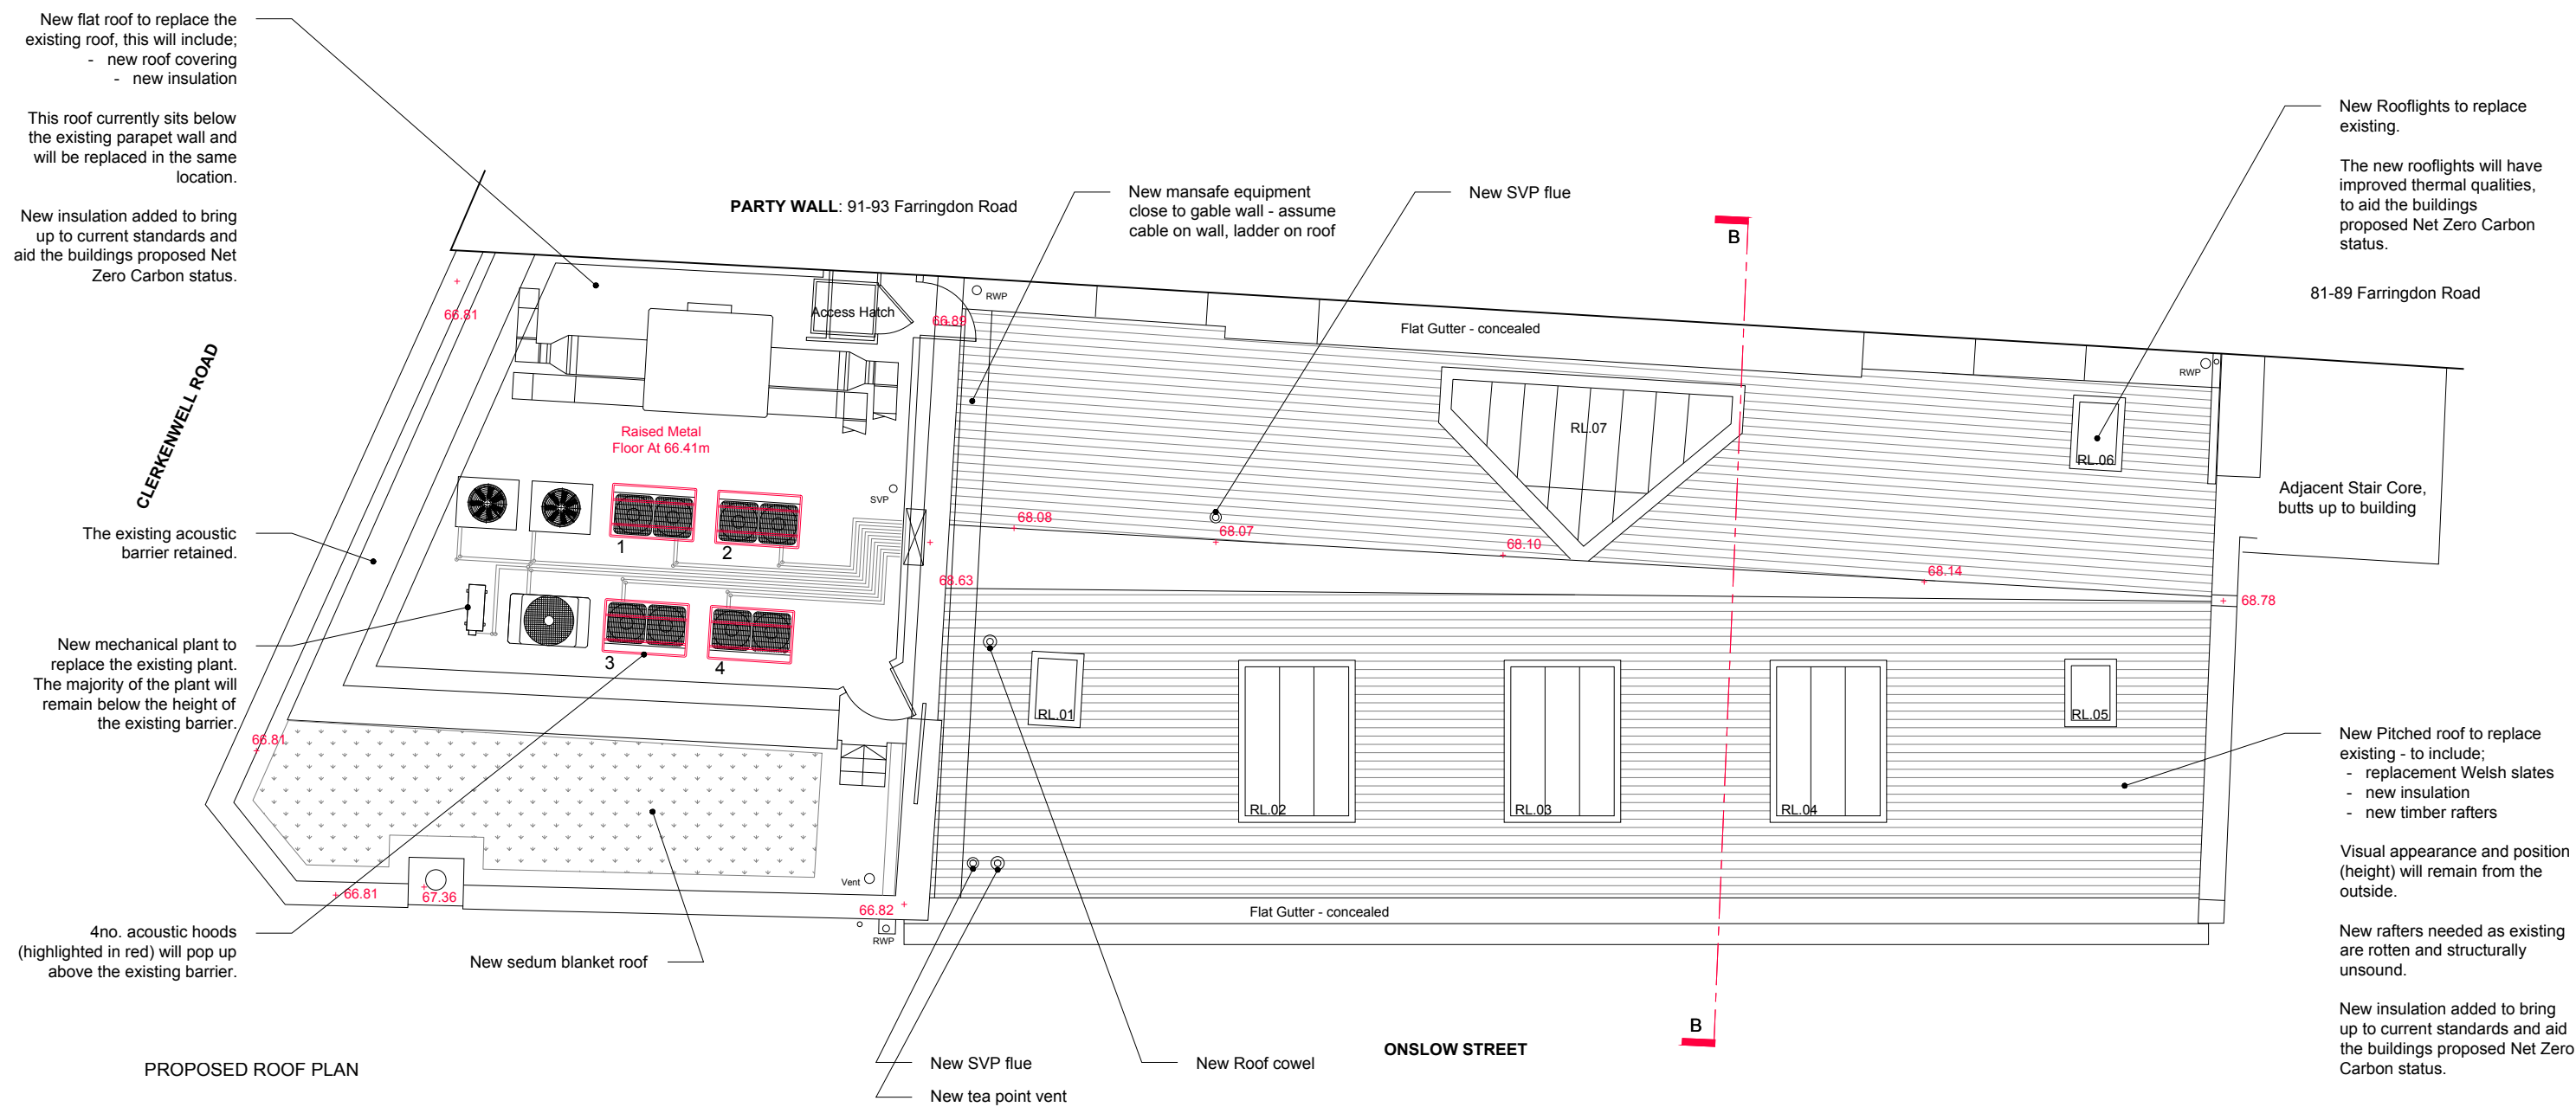 New flat roof to replace the
existing roof, this will include;
- new roof covering
- new insulation
This roof currently sits below
the existing parapet wall and
will be replaced in the same
location.
New insulation added to bring
up to current standards and
aid the buildings proposed Net
Zero Carbon status.
CLERKENWELL ROAD
The existing acoustic
barrier retained.
New mechanical plant to
replace the existing plant.
The majority of the plant will
remain below the height of
the existing barrier.
4no. acoustic hoods
(highlighted in red) will pop up
above the existing barrier.
PROPOSED ROOF PLAN
PARTY WALL: 91-93 Farringdon Road
New mansafe equipment
close to gable wall - assume
cable on wall, ladder on roof
New SVP flue
B
New Rooflights to replace
existing.
The new rooflights will have
improved thermal qualities,
to aid the buildings
proposed Net Zero Carbon
status.
81-89 Farringdon Road
66.81
Access Hatch
66.89
RWP
Flat Gutter - concealed
RWP
Raised Metal
Floor At 66.41m
RL.07
RL.06
SVP
1
2
68.08
68.07
68.10
68.14
Adjacent Stair Core,
butts up to building
68.63
68.78
3
4
RL.01
RL.05
66.81
RL.02
RL.03
RL.04
New Pitched roof to replace
existing - to include;
- replacement Welsh slates
- new insulation
- new timber rafters
Visual appearance and position
(height) will remain from the
outside.
New rafters needed as existing
are rotten and structurally
unsound.
New insulation added to bring
up to current standards and aid
the buildings proposed Net Zero
Carbon status.
66.81
67.36
Vent
66.82
RWP
Flat Gutter - concealed
New sedum blanket roof
B
ONSLOW STREET
New SVP flue
New Roof cowel
New tea point vent